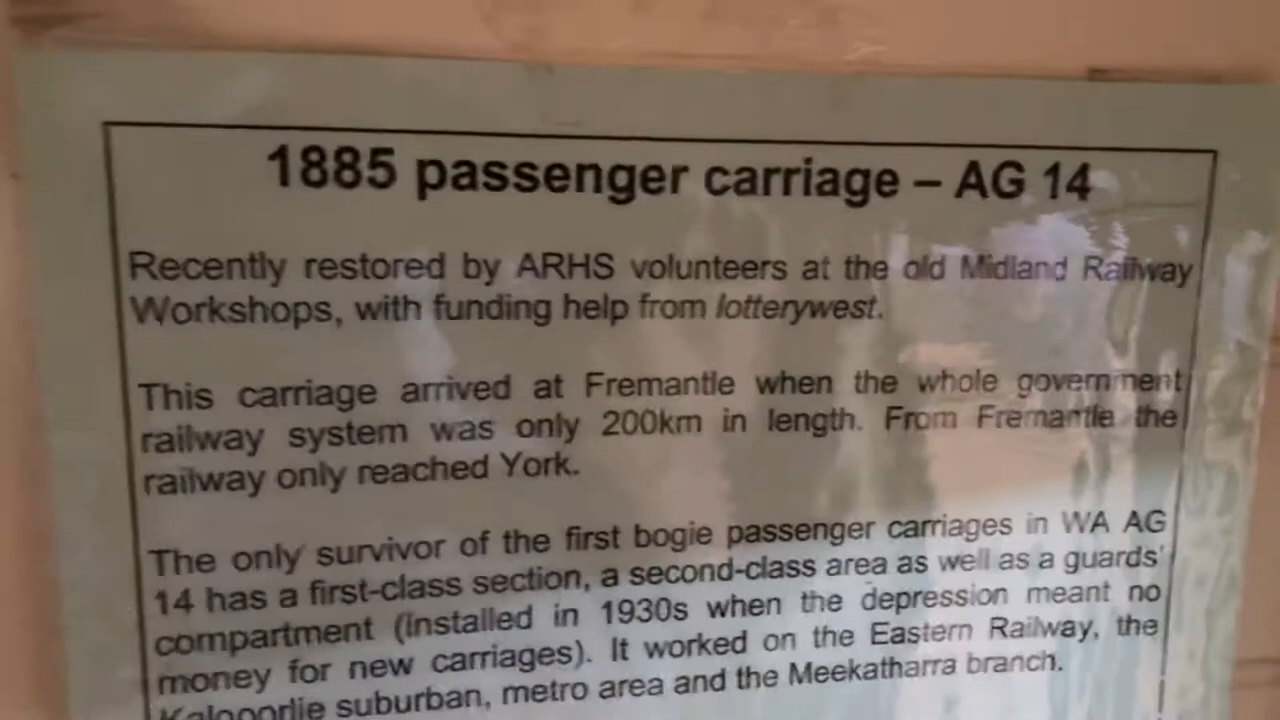 1885 passenger carriage – AG 14
Recently restored by ARHS volunteers at the old Midland Railway
Workshops, with funding help from lotterywest.
This carriage arrived at Fremantle when the whole government
railway system was only 200km in length. From Fremantle the
railway only reached York.
The only survivor of the first bogie passenger carriages in WA AG
14 has a first-class section, a second-class area as well as a guards'
compartment (installed in 1930s when the depression meant no
money for new carriages). It worked on the Eastern Railway, the
Kalgoorlie suburban, metro area and the Meekatharra branch.